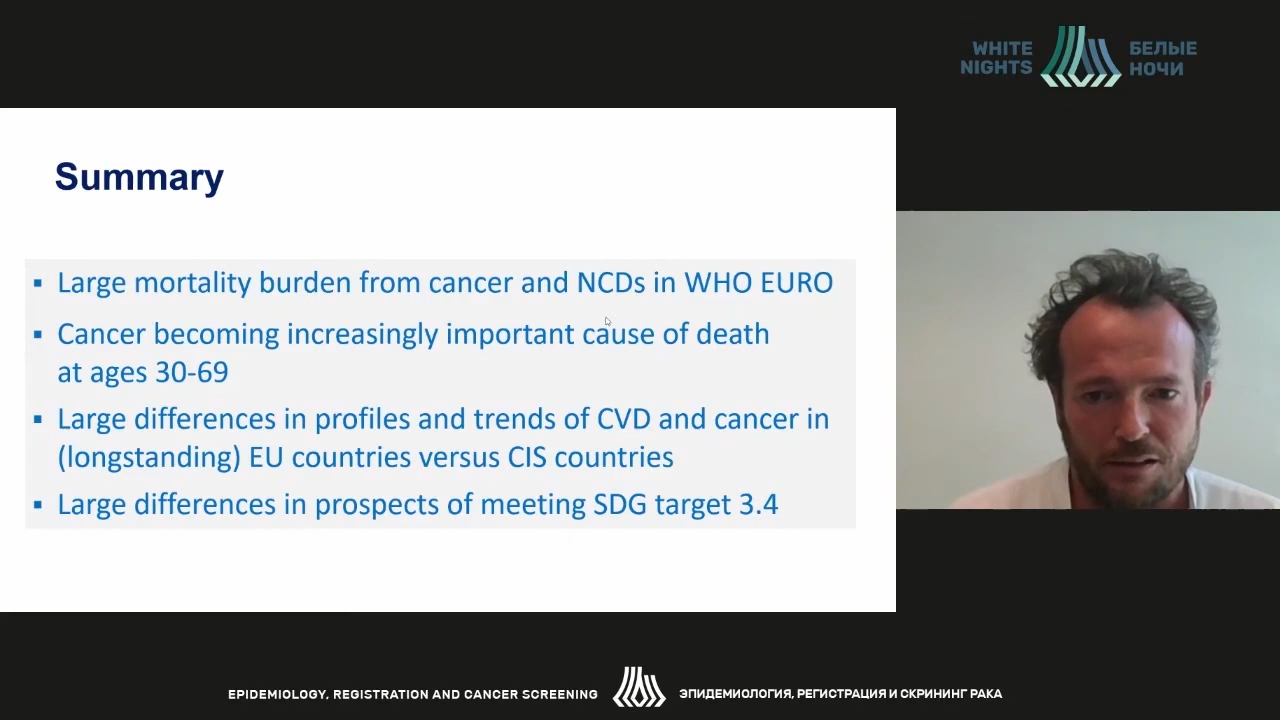 WHITE
NIGHTS
БЕЛЫЕ
НОЧИ
Summary
▪ Large mortality burden from cancer and NCDs in WHO EURO
▪ Cancer becoming increasingly important cause of death
at ages 30-69
▪ Large differences in profiles and trends of CVD and cancer in
(longstanding) EU countries versus CIS countries
▪ Large differences in prospects of meeting SDG target 3.4
EPIDEMIOLOGY, REGISTRATION AND CANCER SCREENING
ЭПИДЕМИОЛОГИЯ, РЕГИСТРАЦИЯ И СКРИНИНГ РАКА